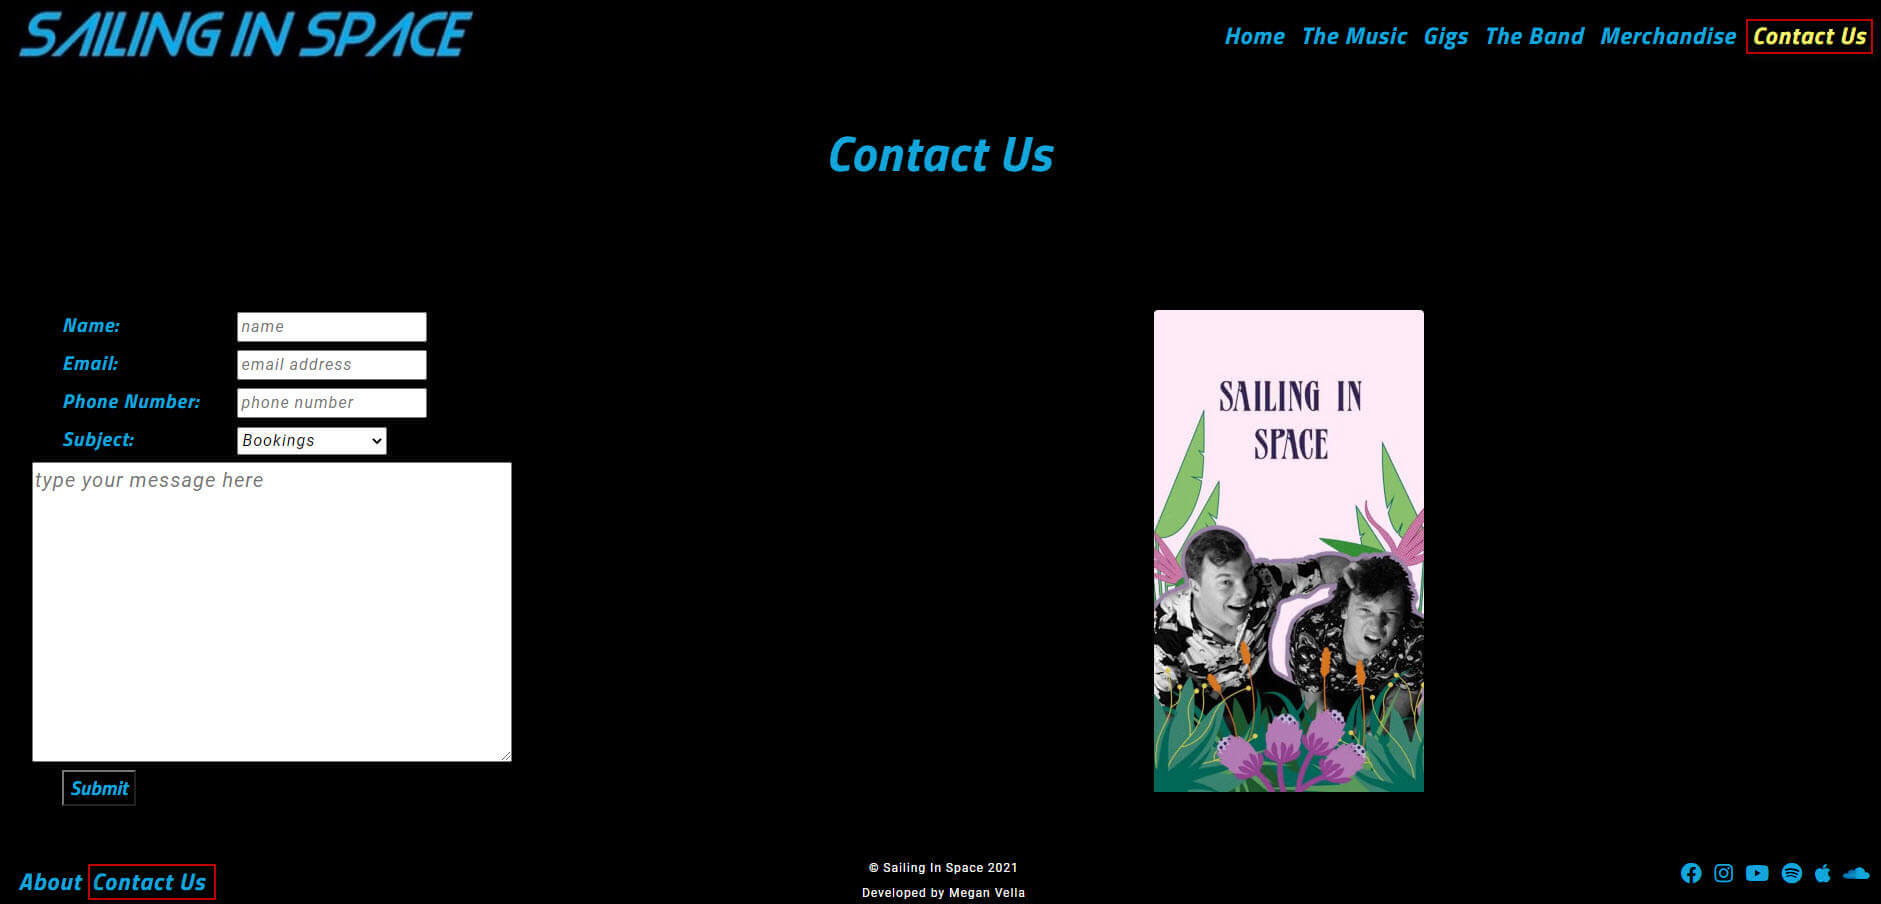 SAILING IN SPACE
Home The Music Gigs The Band Merchandise Contact Us
Contact Us
Name: name
Email: email address
Phone Number: phone number
Subject: Bookings
type your message here
Submit
SAILING IN
SPACE
About Contact Us
© Sailing In Space 2021
Developed by Megan Vella